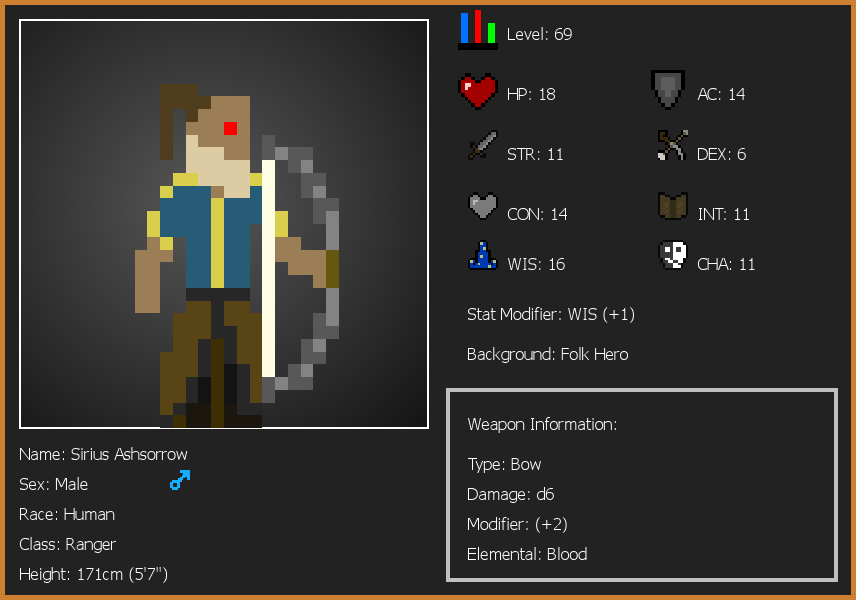 Level: 69
HP: 18
AC: 14
STR: 11
DEX: 6
CON: 14
INT: 11
WIS: 16
CHA: 11
Stat Modifier: WIS (+1)
Background: Folk Hero
Weapon Information:
Type: Bow
Damage: d6
Modifier: (+2)
Elemental: Blood
Name: Sirius Ashsorrow
Sex: Male
Race: Human
Class: Ranger
Height: 171cm (5'7")